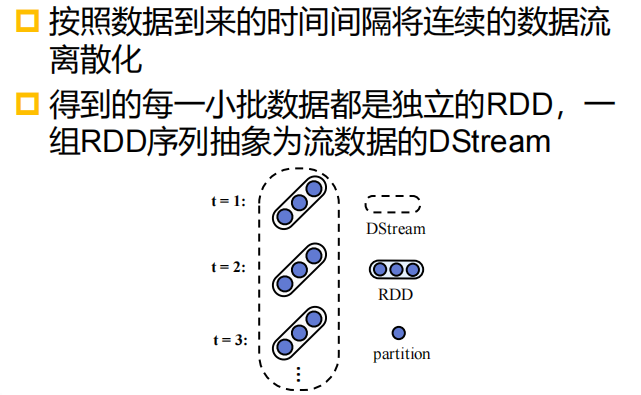 按照数据到来的时间间隔将连续的数据流
离散化
得到的每一小批数据都是独立的RDD，一
组RDD序列抽象为流数据的DStream
t = 1:
DStream
t = 2:
RDD
t = 3:
partition
...